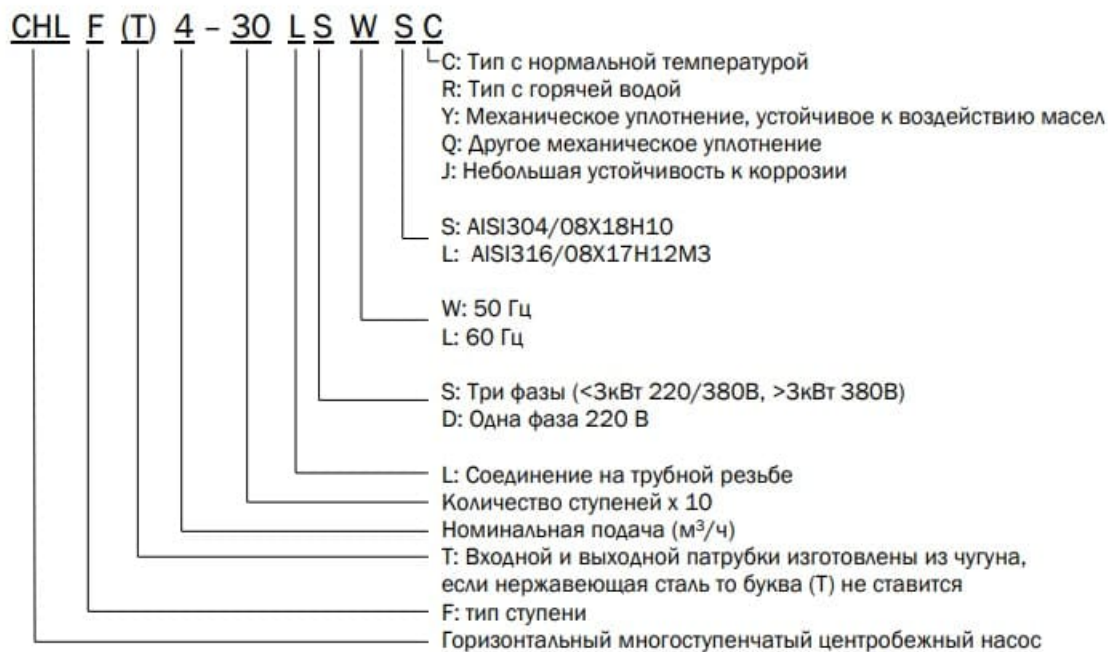 CHL F (T) 4 – 30 L S W S C
C: Тип с нормальной температурой
R: Тип с горячей водой
Y: Механическое уплотнение, устойчивое к воздействию масел
Q: Другое механическое уплотнение
J: Небольшая устойчивость к коррозии
S: AISI304/08X18H10
L: AISI316/08X17H12M3
W: 50 Гц
L: 60 Гц
S: Три фазы (<3кВт 220/380В, >3кВт 380В)
D: Одна фаза 220 В
L: Соединение на трубной резьбе
Количество ступеней x 10
Номинальная подача (м³/ч)
T: Входной и выходной патрубки изготовлены из чугуна,
если нержавеющая сталь то буква (T) не ставится
F: тип ступени
Горизонтальный многоступенчатый центробежный насос